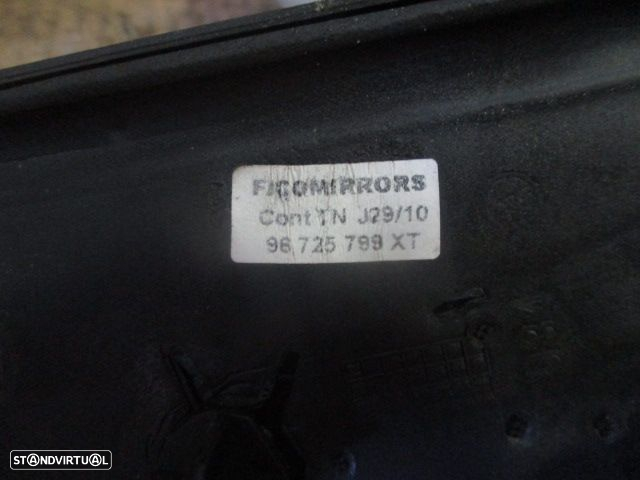 FICOMIRRORS
Cont TN J29/10
96 725 799 XT
STANDVIRTUAL